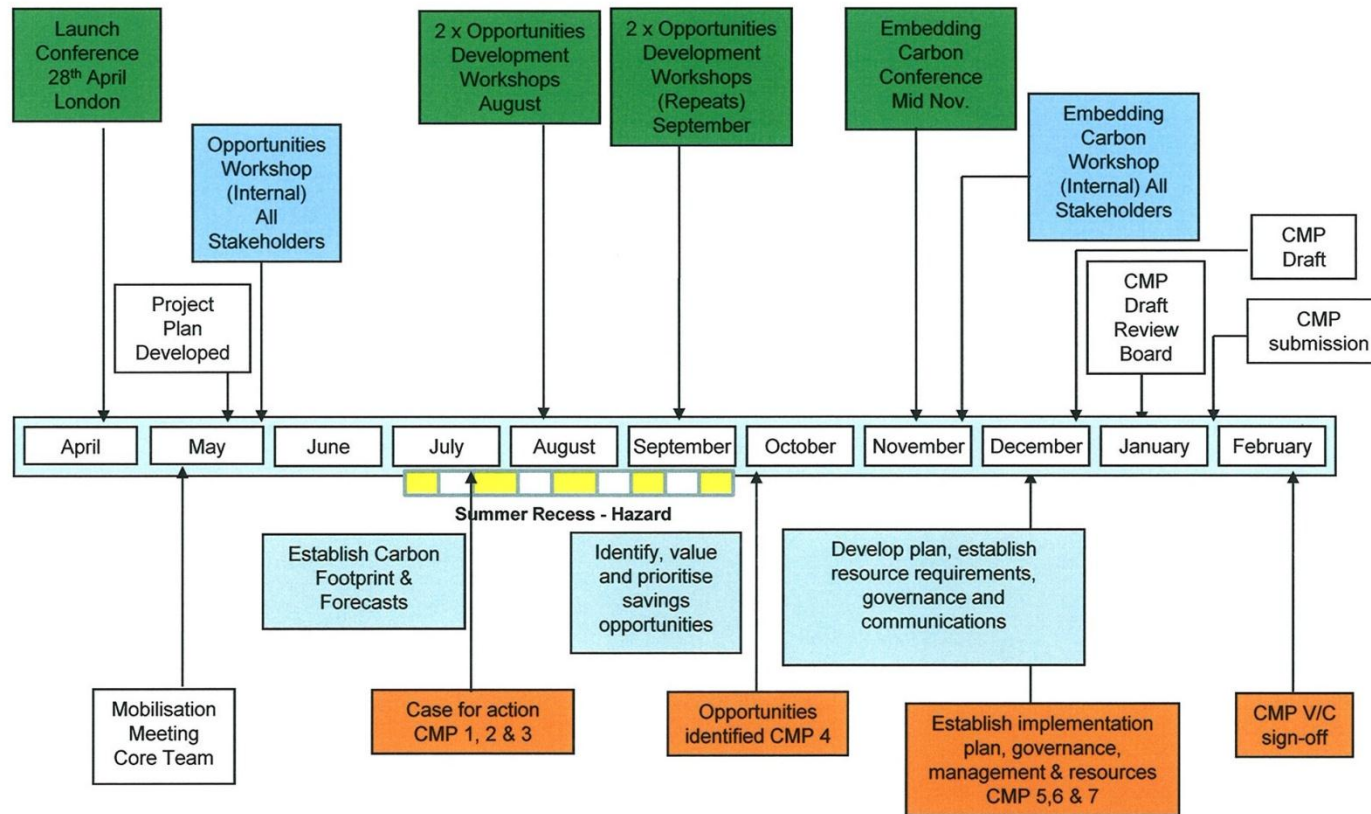 Launch
Conference
28th April
London
2 x Opportunities
Development
Workshops
August
2 x Opportunities
Development
Workshops
(Repeats)
September
Embedding
Carbon
Conference
Mid Nov.
Opportunities
Workshop
(Internal)
All
Stakeholders
Embedding
Carbon
Workshop
(Internal) All
Stakeholders
Project
Plan
Developed
CMP
Draft
Review
Board
CMP
Draft
CMP
submission
April
May
June
July
August
September
October
November
December
January
February
Summer Recess - Hazard
Establish Carbon
Footprint &
Forecasts
Identify, value
and prioritise
savings
opportunities
Develop plan, establish
resource requirements,
governance and
communications
Mobilisation
Meeting
Core Team
Case for action
CMP 1, 2 & 3
Opportunities
identified CMP 4
Establish implementation
plan, governance,
management & resources
CMP 5,6 & 7
CMP V/C
sign-off